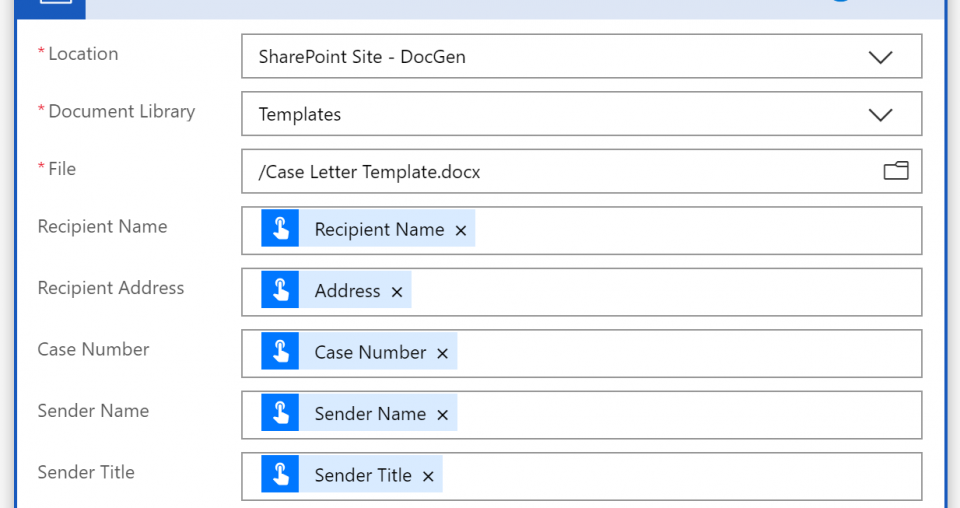 * Location SharePoint Site - DocGen
* Document Library Templates
* File /Case Letter Template.docx
Recipient Name Recipient Name ×
Recipient Address Address ×
Case Number Case Number ×
Sender Name Sender Name ×
Sender Title Sender Title ×